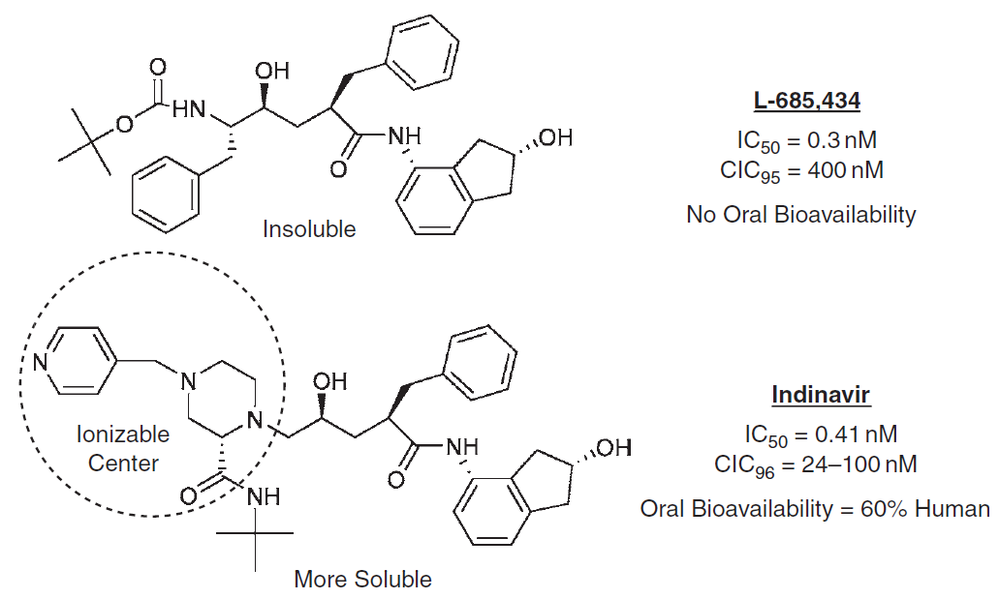 O
OH
HN
O
NH
O
OH
Insoluble
L-685,434
IC50 = 0.3 nM
CIC95 = 400 nM
No Oral Bioavailability
N
N
OH
N
Ionizable
Center
O
NH
NH
O
OH
More Soluble
Indinavir
IC50 = 0.41 nM
CIC96 = 24–100 nM
Oral Bioavailability = 60% Human